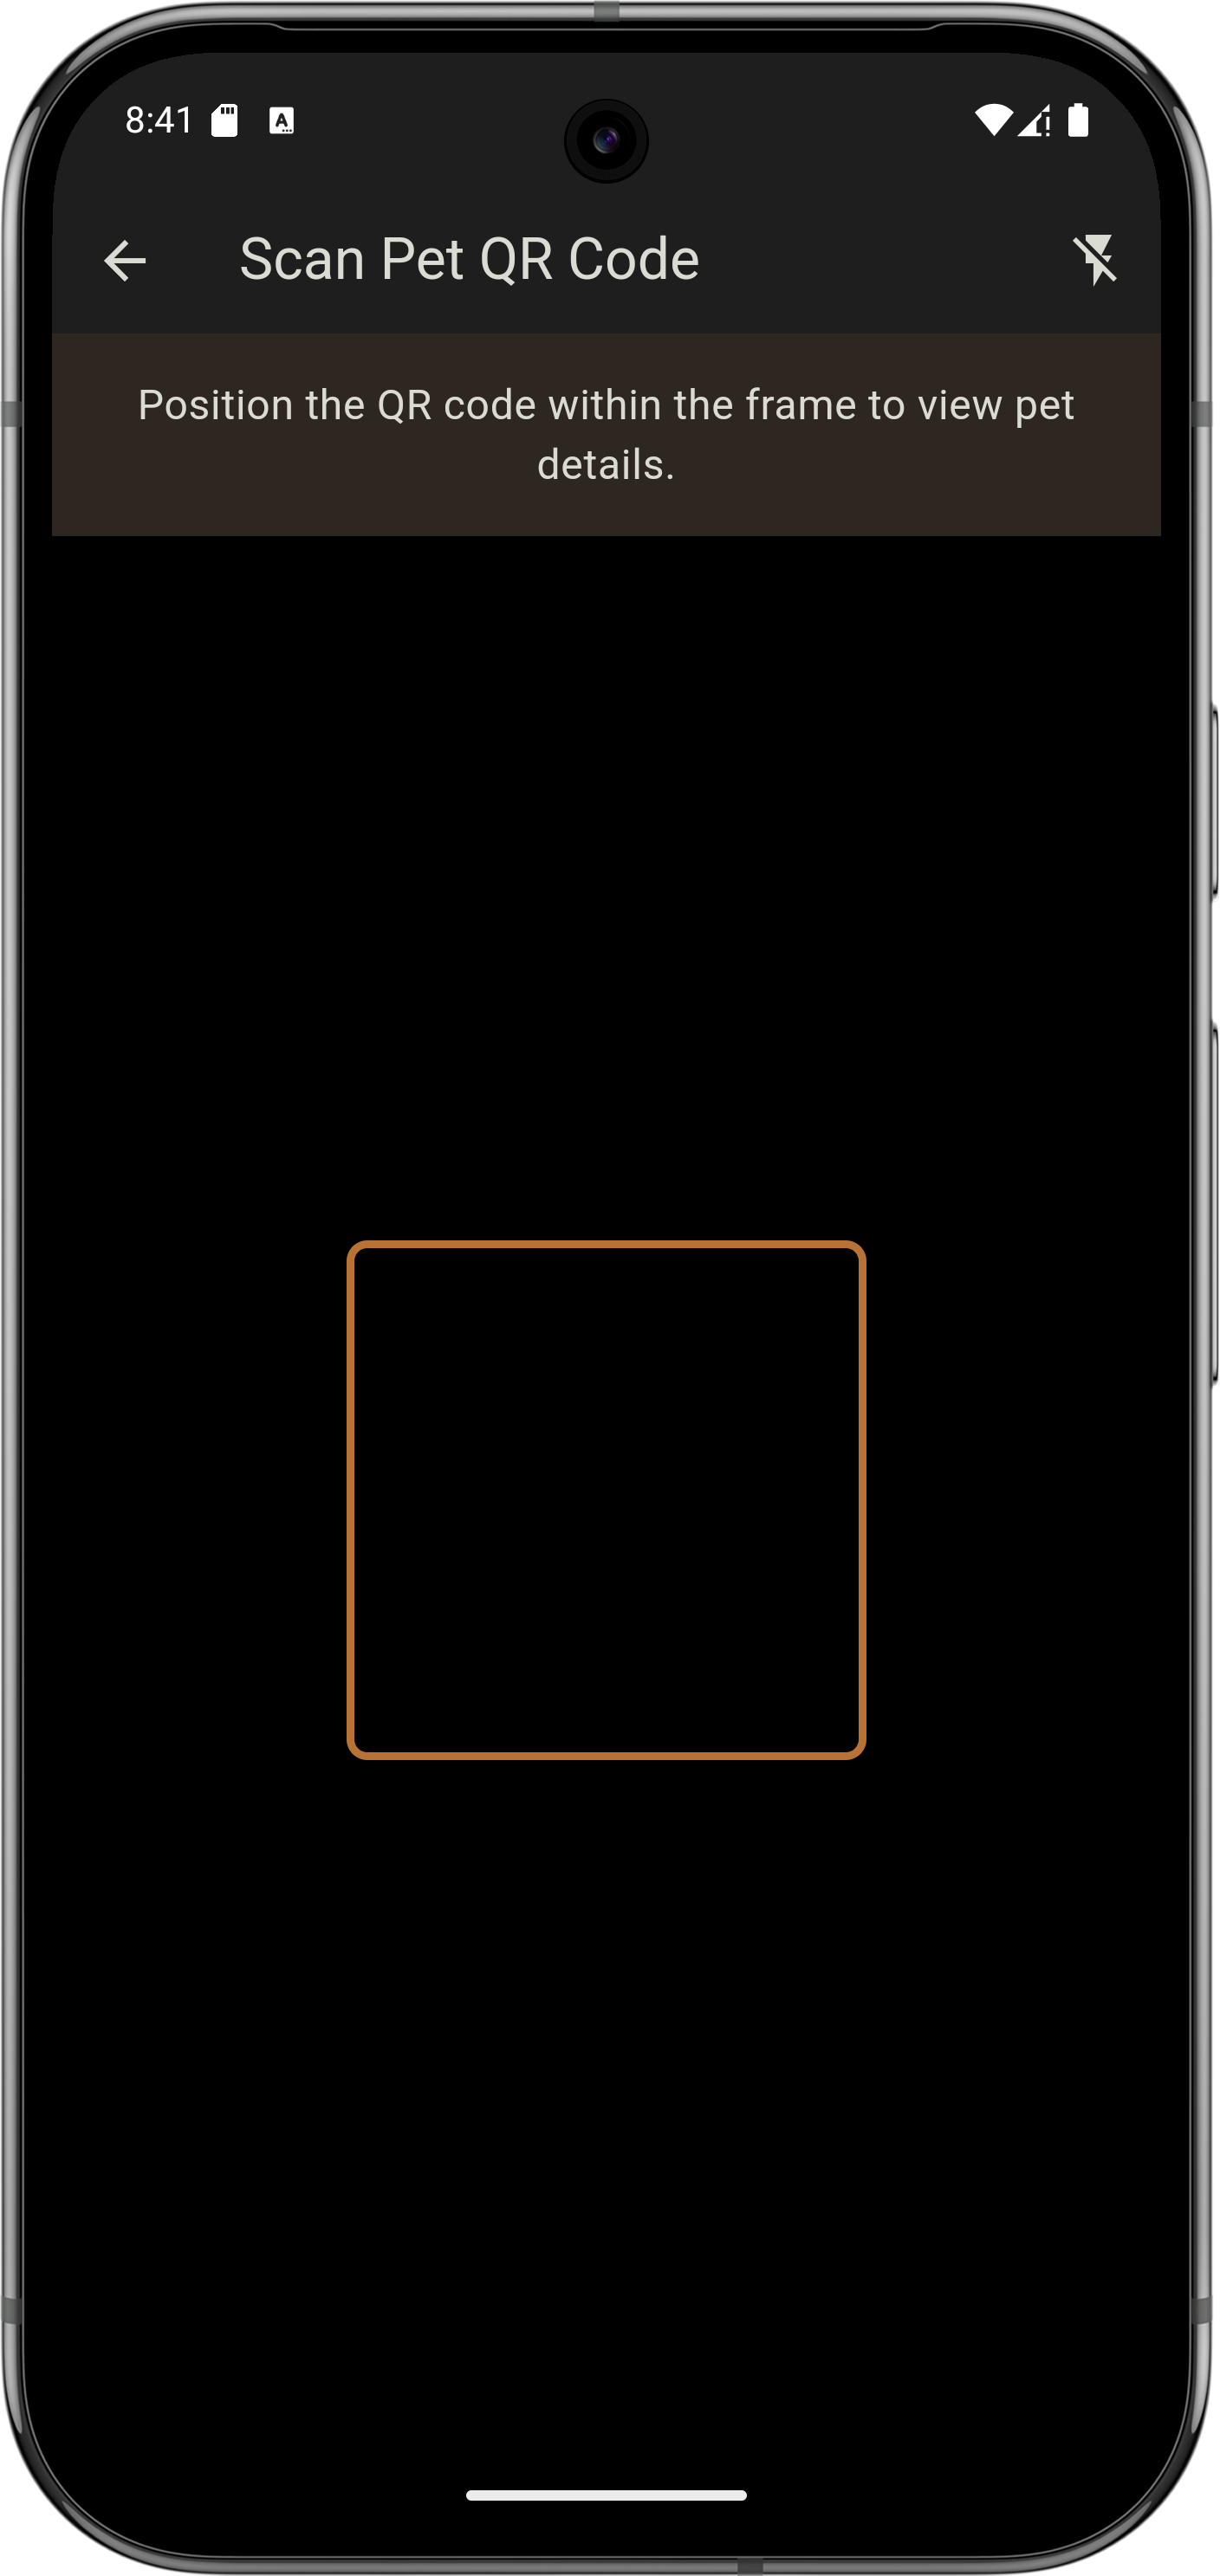 8:41
Scan Pet QR Code
Position the QR code within the frame to view pet
details.